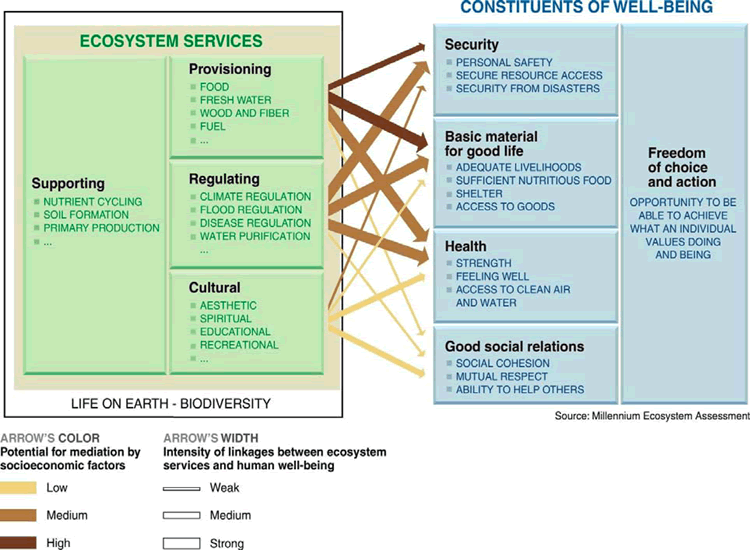 CONSTITUENTS OF WELL-BEING
ECOSYSTEM SERVICES
Supporting
NUTRIENT CYCLING
SOIL FORMATION
PRIMARY PRODUCTION
...
Provisioning
FOOD
FRESH WATER
WOOD AND FIBER
FUEL
...
Regulating
CLIMATE REGULATION
FLOOD REGULATION
DISEASE REGULATION
WATER PURIFICATION
...
Cultural
AESTHETIC
SPIRITUAL
EDUCATIONAL
RECREATIONAL
...
LIFE ON EARTH - BIODIVERSITY
Security
PERSONAL SAFETY
SECURE RESOURCE ACCESS
SECURITY FROM DISASTERS
Basic material
for good life
ADEQUATE LIVELIHOODS
SUFFICIENT NUTRITIOUS FOOD
SHELTER
ACCESS TO GOODS
Health
STRENGTH
FEELING WELL
ACCESS TO CLEAN AIR
AND WATER
Good social relations
SOCIAL COHESION
MUTUAL RESPECT
ABILITY TO HELP OTHERS
Freedom
of choice
and action
OPPORTUNITY TO BE
ABLE TO ACHIEVE
WHAT AN INDIVIDUAL
VALUES DOING
AND BEING
Source: Millennium Ecosystem Assessment
ARROW'S COLOR
Potential for mediation by
socioeconomic factors
Low
Medium
High
ARROW'S WIDTH
Intensity of linkages between ecosystem
services and human well-being
Weak
Medium
Strong